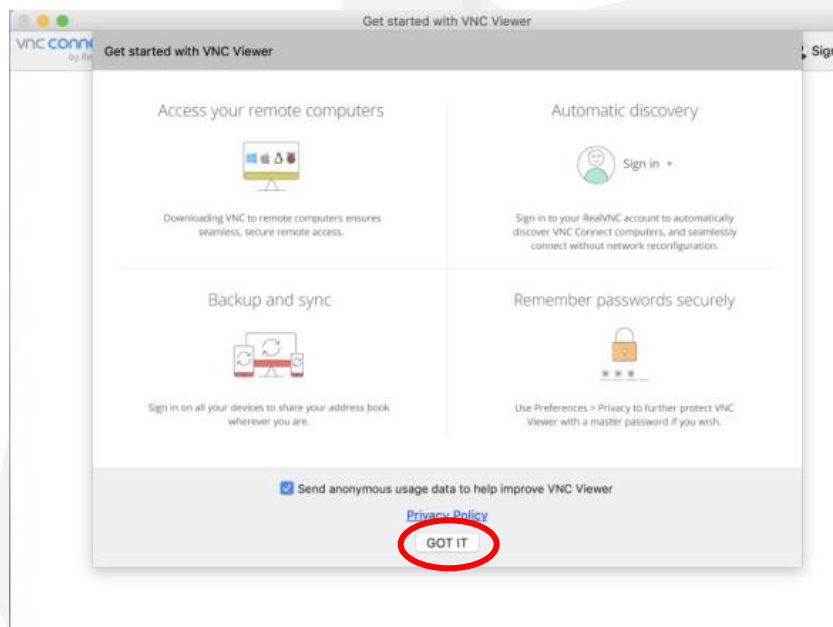 Get started with VNC Viewer
vnc conn
by Re
Sign
Get started with VNC Viewer
Access your remote computers
Downloading VNC to remote computers ensures
seamless, secure remote access.
Automatic discovery
Sign in
Sign in to your RealVNC account to automatically
discover VNC Connect computers, and seamlessly
connect without network reconfiguration.
Backup and sync
Sign in on all your devices to share your address book
wherever you are.
Remember passwords securely
Use Preferences > Privacy to further protect VNC
Viewer with a master password if you wish.
Send anonymous usage data to help improve VNC Viewer
Privacy Policy
GOT IT